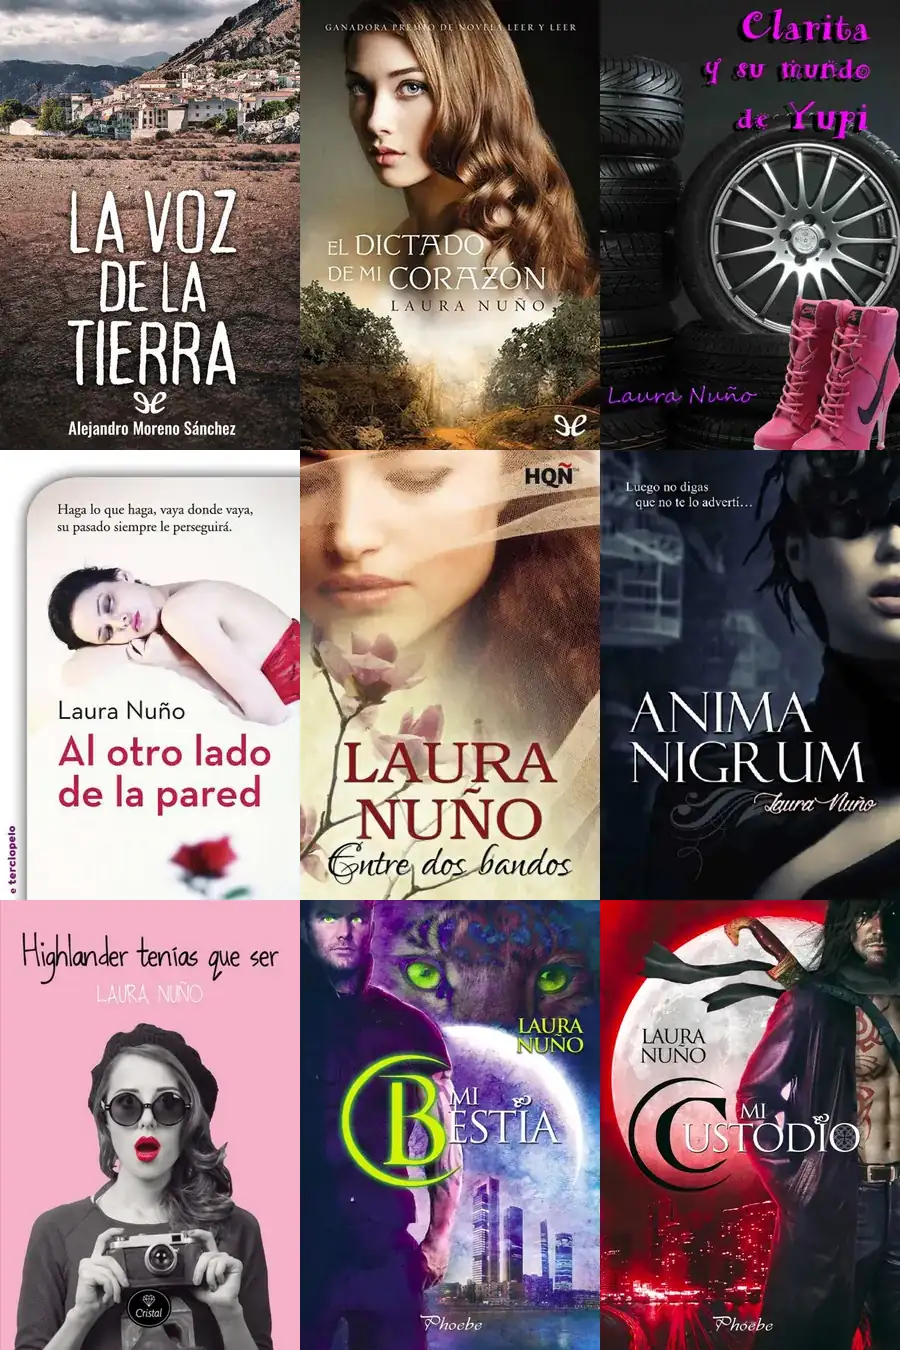 LA VOZ
DE LA
TIERRA
Alejandro Moreno Sánchez
GANADORA PREMIO DE NOVELA LEER Y LEER
EL DICTADO
DE MI CORAZÓN
LAURA NUÑO
Clarita
y su mundo
de Yupi
Laura Nuño
Haga lo que haga, vaya donde vaya,
su pasado siempre le perseguirá.
Laura Nuño
Al otro lado
de la pared
e terciopelo
HQÑ
LAURA
NUÑO
Entre dos bandos
Luego no digas
que no te lo advertí...
ANIMA
NIGRUM
Laura Nuño
Highlander tenías que ser
LAURA NUÑO
Cristal
LAURA
NUÑO
MI
BESTIA
Phoebe
LAURA
NUÑO
MI
CUSTODIO
Phoebe